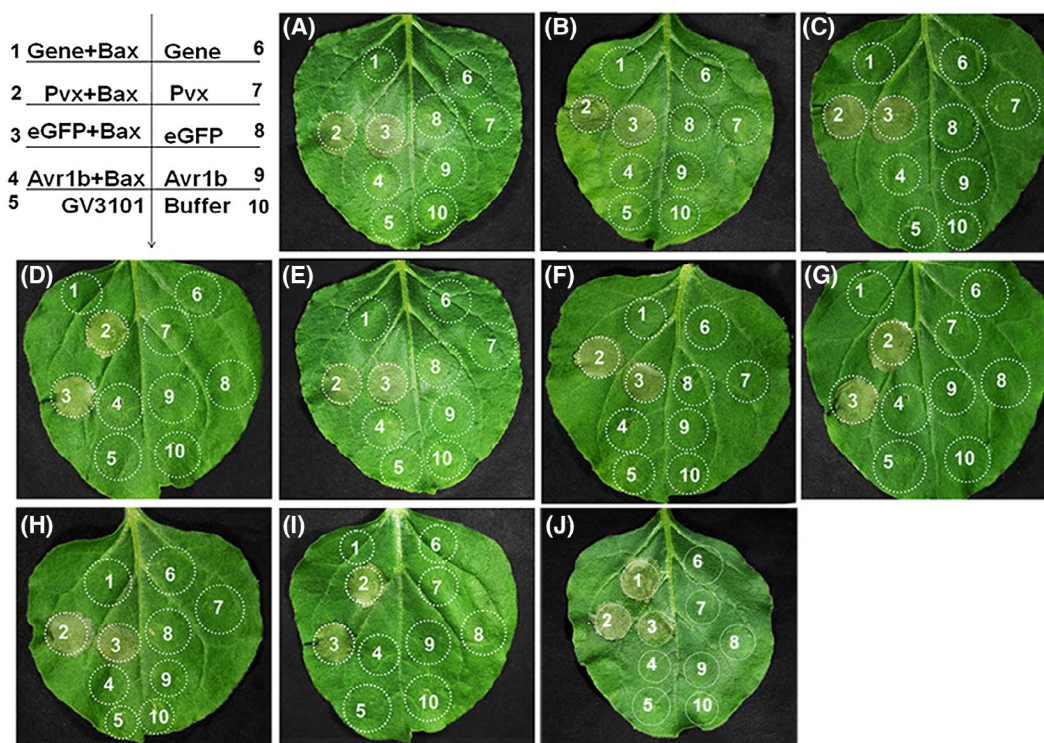 1 Gene+Bax Gene 6
2 Pvx+Bax Pvx 7
3 eGFP+Bax eGFP 8
4 Avr1b+Bax Avr1b 9
5 GV3101 Buffer 10
(A) 1 6 2 3 8 7 4 9 5 10
(B) 1 6 2 3 8 7 4 9 5 10
(C) 1 6 2 3 8 7 4 9 5 10
(D) 1 6 2 7 3 4 9 8 5 10
(E) 1 6 7 2 3 8 4 9 5 10
(F) 1 6 2 3 8 7 4 9 5 10
(G) 1 6 2 7 3 4 9 8 5 10
(H) 1 6 7 2 3 8 4 9 5 10
(I) 1 6 2 7 3 4 9 8 5 10
(J) 1 6 2 3 7 8 4 9 5 10